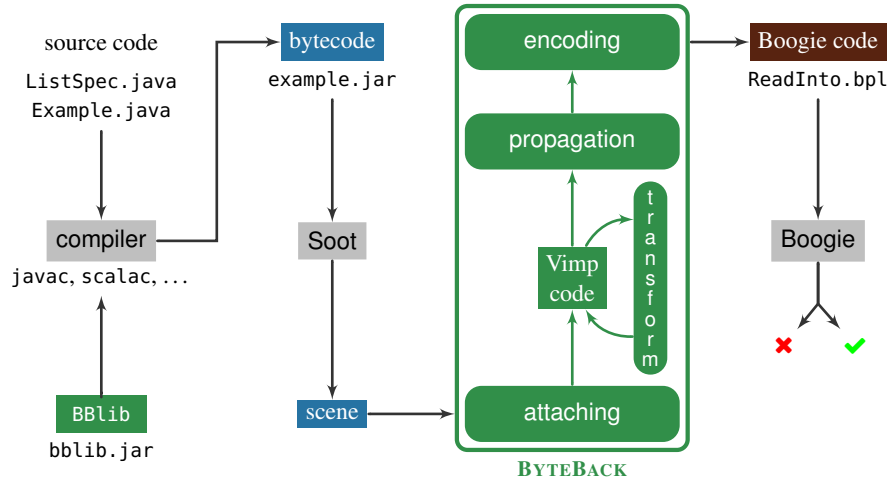 source code
ListSpec.java
Example.java
compiler
javac, scalac, ...
BBlib
bblib.jar
bytecode
example.jar
Soot
scene
encoding
propagation
Vimp
code
transform
attaching
BYTEBACK
Boogie code
ReadInto.bpl
Boogie